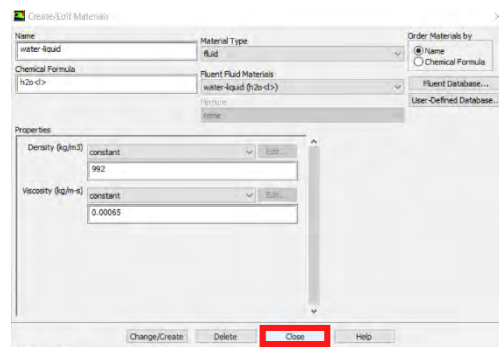 Create/Edit Materials
Name
water-liquid
Chemical Formula
h2o<l>
Material Type
fluid
Fluent Fluid Materials
water-liquid (h2o<l>)
Mixture
none
Order Materials by
Name
Chemical Formula
Fluent Database...
User-Defined Database...
Properties
Density (kg/m3) constant Edit...
992
Viscosity (kg/m-s) constant Edit...
0.00065
Change/Create Delete Close Help